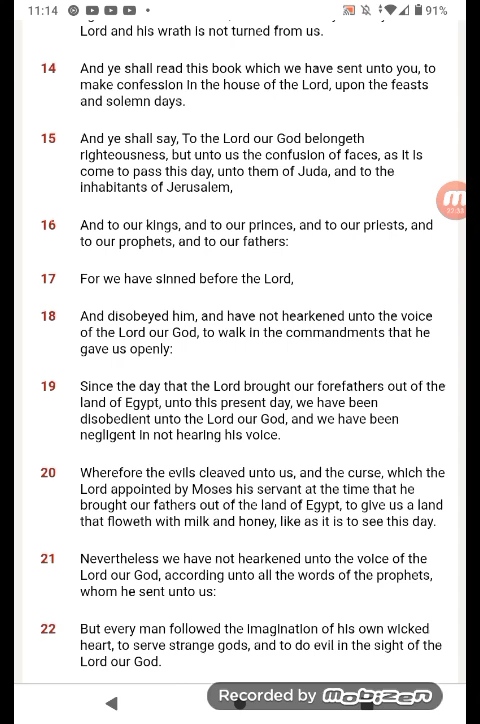 11:14 91%
Lord and his wrath is not turned from us.
14 And ye shall read this book which we have sent unto you, to
make confession in the house of the Lord, upon the feasts
and solemn days.
15 And ye shall say, To the Lord our God belongeth
righteousness, but unto us the confusion of faces, as it is
come to pass this day, unto them of Juda, and to the
inhabitants of Jerusalem,
16 And to our kings, and to our princes, and to our priests, and
to our prophets, and to our fathers:
17 For we have sinned before the Lord,
18 And disobeyed him, and have not hearkened unto the voice
of the Lord our God, to walk in the commandments that he
gave us openly:
19 Since the day that the Lord brought our forefathers out of the
land of Egypt, unto this present day, we have been
disobedient unto the Lord our God, and we have been
negligent in not hearing his voice.
20 Wherefore the evils cleaved unto us, and the curse, which the
Lord appointed by Moses his servant at the time that he
brought our fathers out of the land of Egypt, to give us a land
that floweth with milk and honey, like as it is to see this day.
21 Nevertheless we have not hearkened unto the voice of the
Lord our God, according unto all the words of the prophets,
whom he sent unto us:
22 But every man followed the imagination of his own wicked
heart, to serve strange gods, and to do evil in the sight of the
Lord our God.
Recorded by mobizen